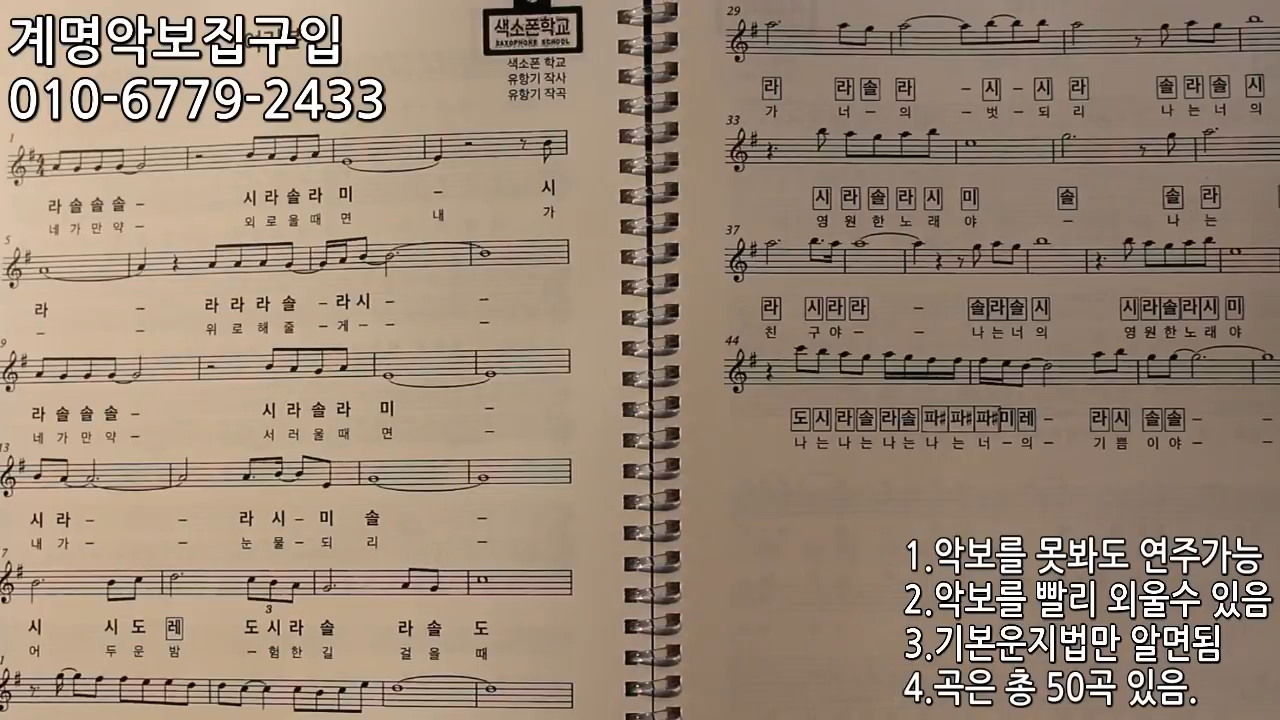 계명악보집구입
010-6779-2433
색소폰학교
SAXOPHONE SCHOOL
색소폰 학교
유항기 작사
유항기 작곡
1
라 솔 솔 솔 – 시 라 솔 라 미 – 시
네 가 만 약 – 외 로 울 때 면 내 가
5
라 – 라 라 라 솔 – 라 시 – –
– – 위 로 해 줄 – 게 – – –
9
라 솔 솔 솔 – 시 라 솔 라 미 –
네 가 만 약 – 서 러 울 때 면 –
13
시 라 – – 라 시 – 미 솔 –
내 가 – – 눈 물 – 되 리 –
7
시 시 도 레 도 시 라 솔 라 솔 도
3
어 두 운 밤 – 험 한 길 걸 을 때
1
29
라 라 솔 라 – 시 – 시 라 솔 라 솔 시
가 너 – 의 – 벗 – 되 리 나 는 너 의
33
시 라 솔 라 시 미 솔 솔 라
영 원 한 노 래 야 – 나 는
37
라 시 라 라 – – 솔 라 솔 시 시 라 솔 라 시 미
친 구 야 – – 나 는 너 의 영 원 한 노 래 야
44
도 시 라 솔 라 솔 파# 파# 파# 미 레 – 라 시 솔 솔 – –
나 는 나 는 나 는 나 는 너 – 의 – 기 쁨 이 야 – –
1.악보를 못봐도 연주가능
2.악보를 빨리 외울수 있음
3.기본운지법만 알면됨
4.곡은 총 50곡 있음.